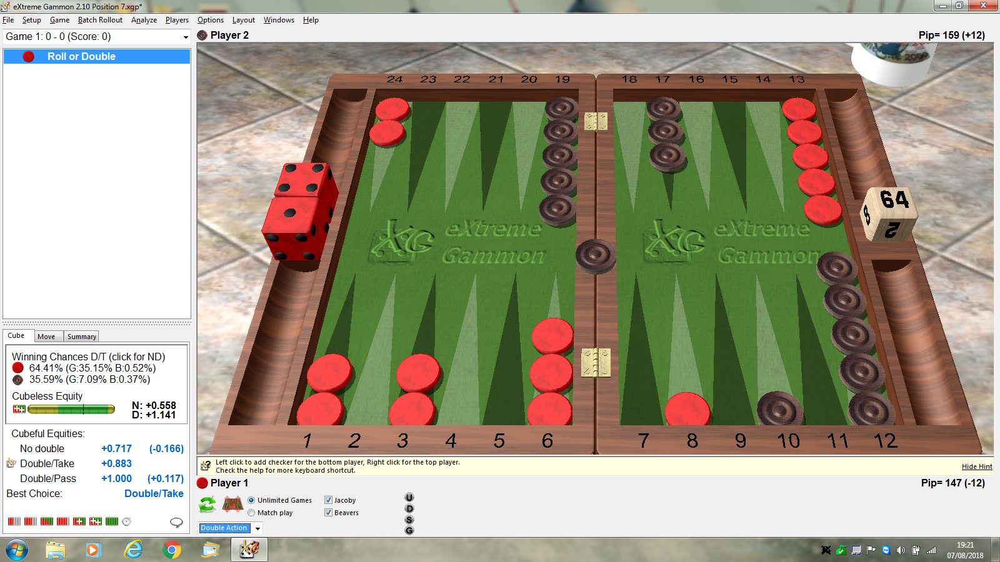 eXtreme Gammon 2.10 Position 7.xgp*
File Setup Game Batch Rollout Analyze Players Options Layout Windows Help
Game 1: 0 - 0 (Score: 0)
Player 2
Pip= 159 (+12)
Roll or Double
24 23 22 21 20 19 18 17 16 15 14 13
64
8
2
XG eXtreme Gammon
XG eXtreme Gammon
1 2 3 4 5 6 7 8 9 10 11 12
Cube Move Summary
Winning Chances D/T (click for ND)
64.41% (G:35.15% B:0.52%)
35.59% (G:7.09% B:0.37%)
Cubeless Equity
N: +0.558
D: +1.141
Cubeful Equities:
No double +0.717 (-0.166)
Double/Take +0.883
Double/Pass +1.000 (+0.117)
Best Choice: Double/Take
Left click to add checker for the bottom player, Right click for the top player.
Check the help for more keyboard shortcut.
Hide Hint
Player 1
Pip= 147 (-12)
Unlimited Games
Match play
Jacoby
Beavers
U
D
S
G
Double Action
19:21
07/08/2018